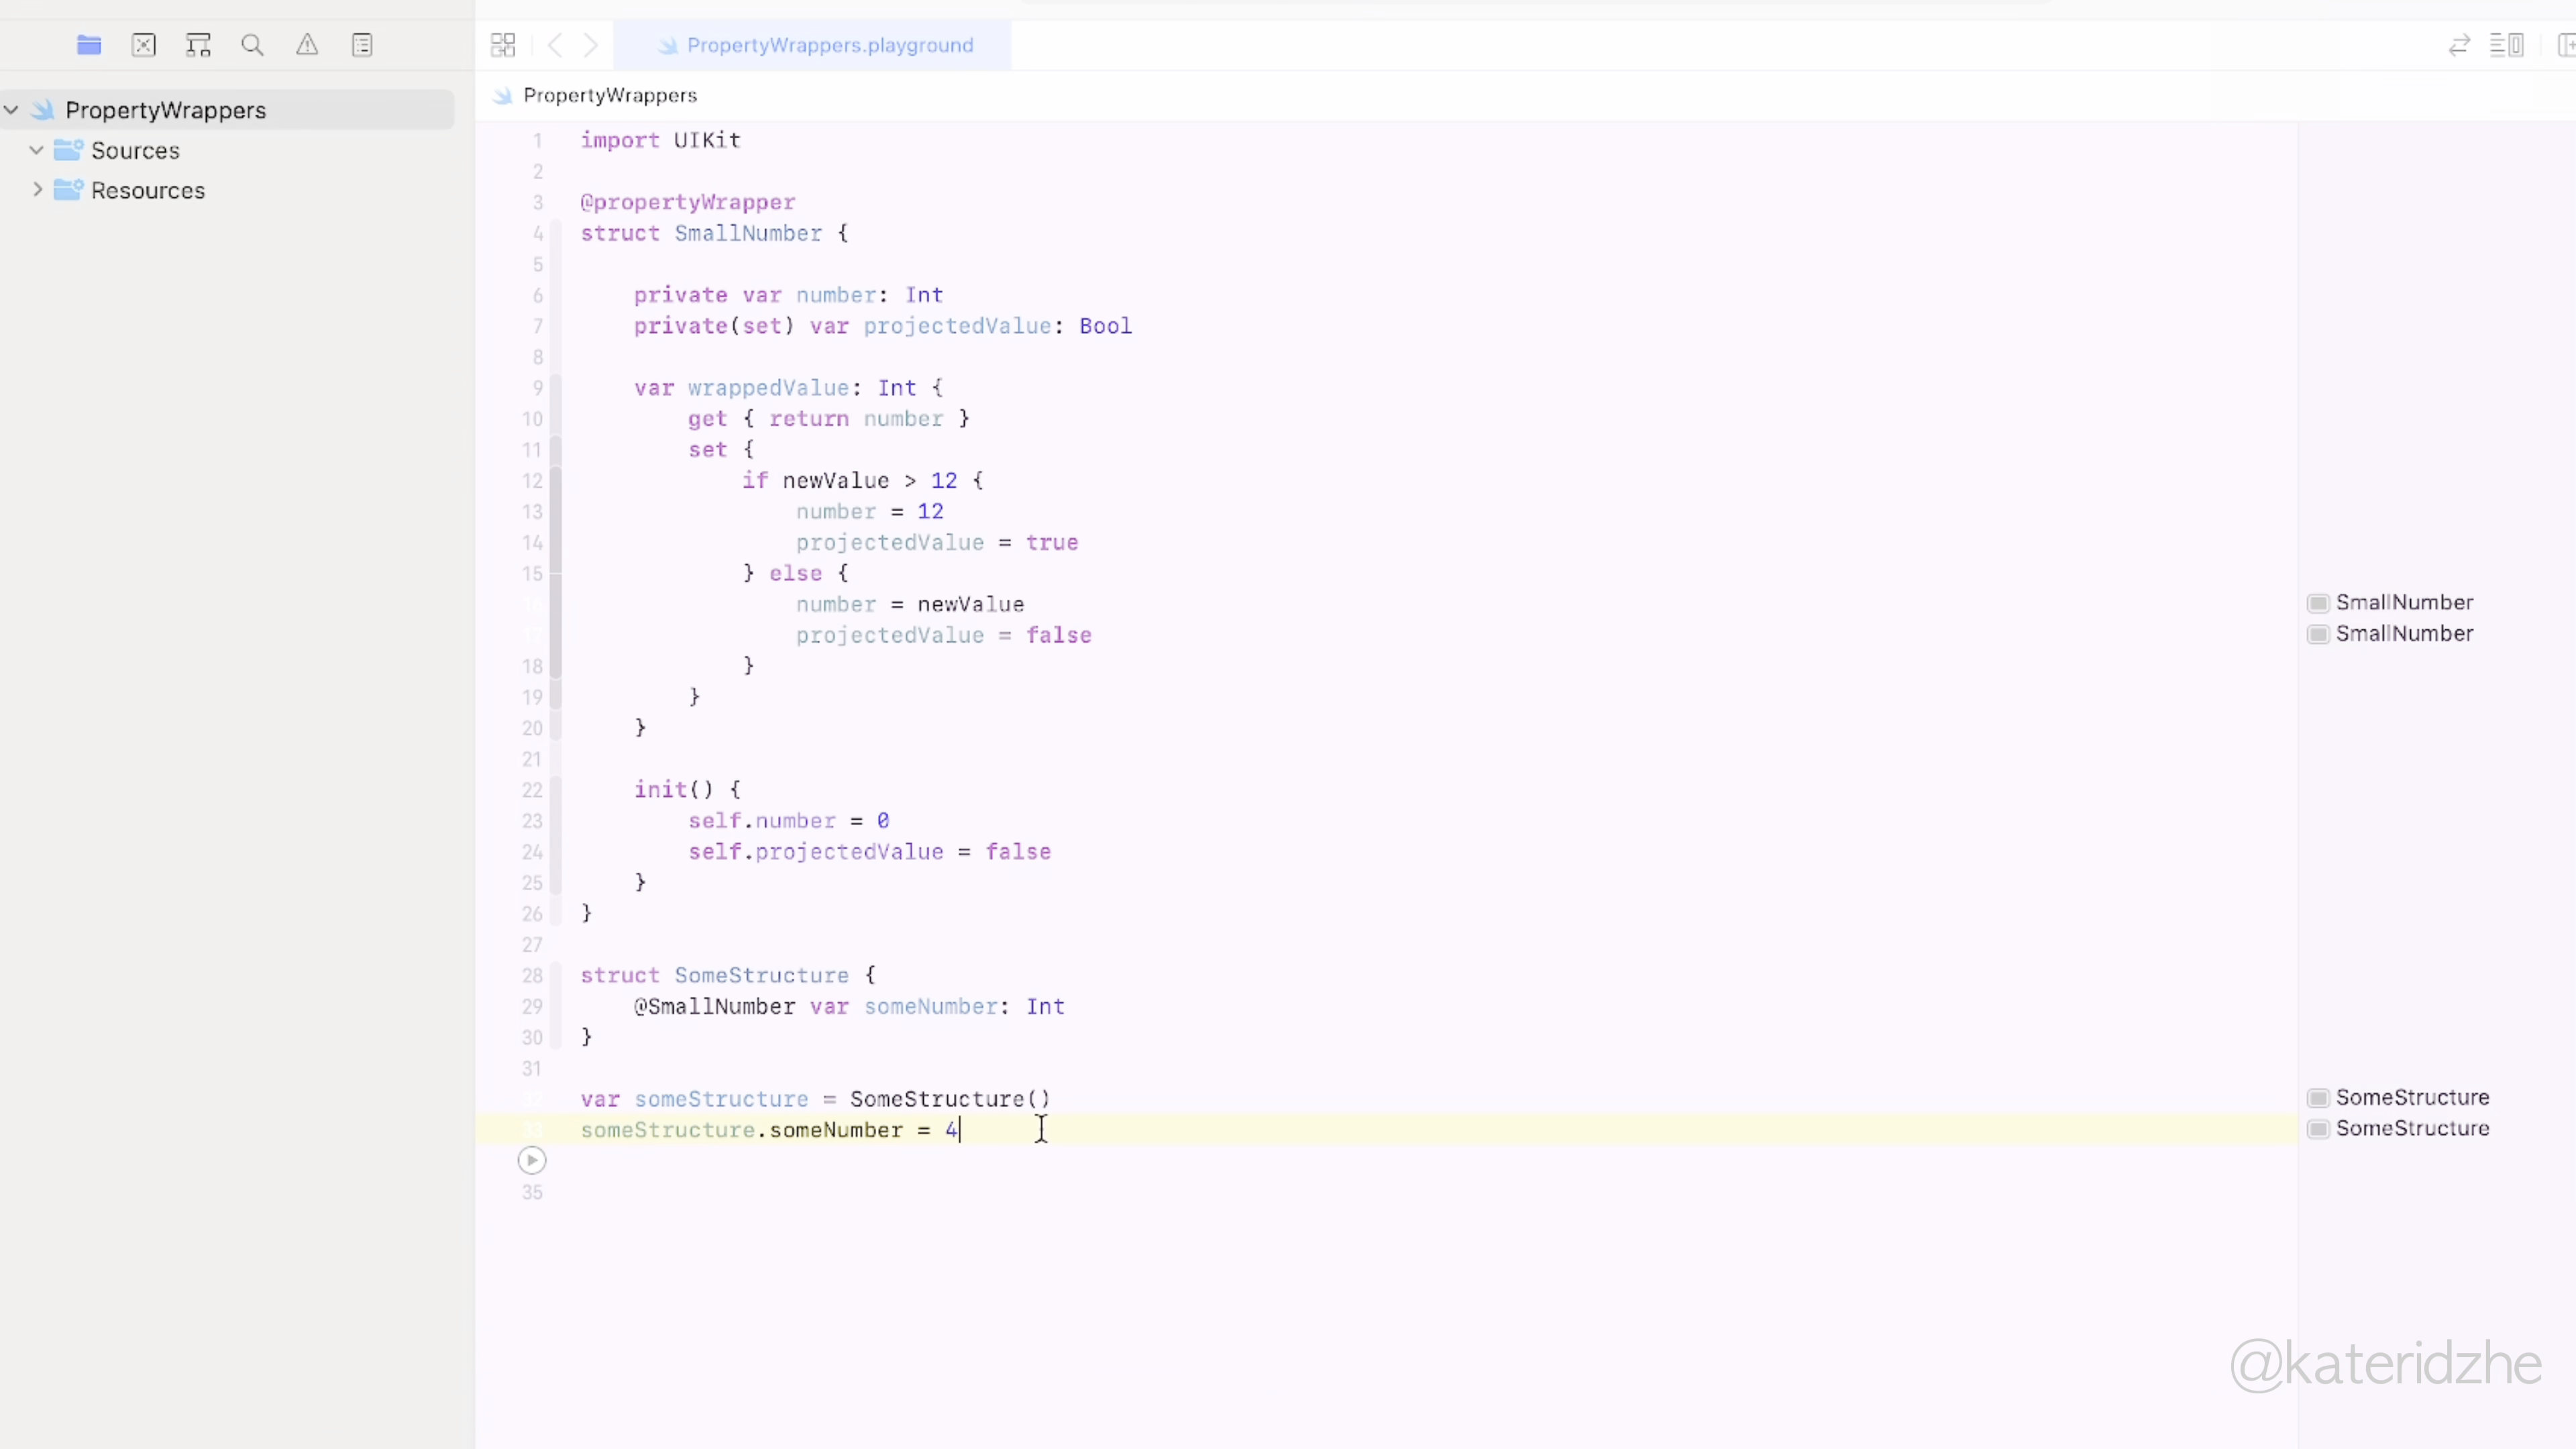 PropertyWrappers.playground
PropertyWrappers
Sources
Resources
PropertyWrappers
1 import UIKit
2
3 @propertyWrapper
4 struct SmallNumber {
5
6 private var number: Int
7 private(set) var projectedValue: Bool
8
9 var wrappedValue: Int {
10 get { return number }
11 set {
12 if newValue > 12 {
13 number = 12
14 projectedValue = true
15 } else {
16 number = newValue
SmallNumber
17 projectedValue = false
SmallNumber
18 }
19 }
20 }
21
22 init() {
23 self.number = 0
24 self.projectedValue = false
25 }
26 }
27
28 struct SomeStructure {
29 @SmallNumber var someNumber: Int
30 }
31
32 var someStructure = SomeStructure()
SomeStructure
33 someStructure.someNumber = 4
SomeStructure
35
@kateridzhe